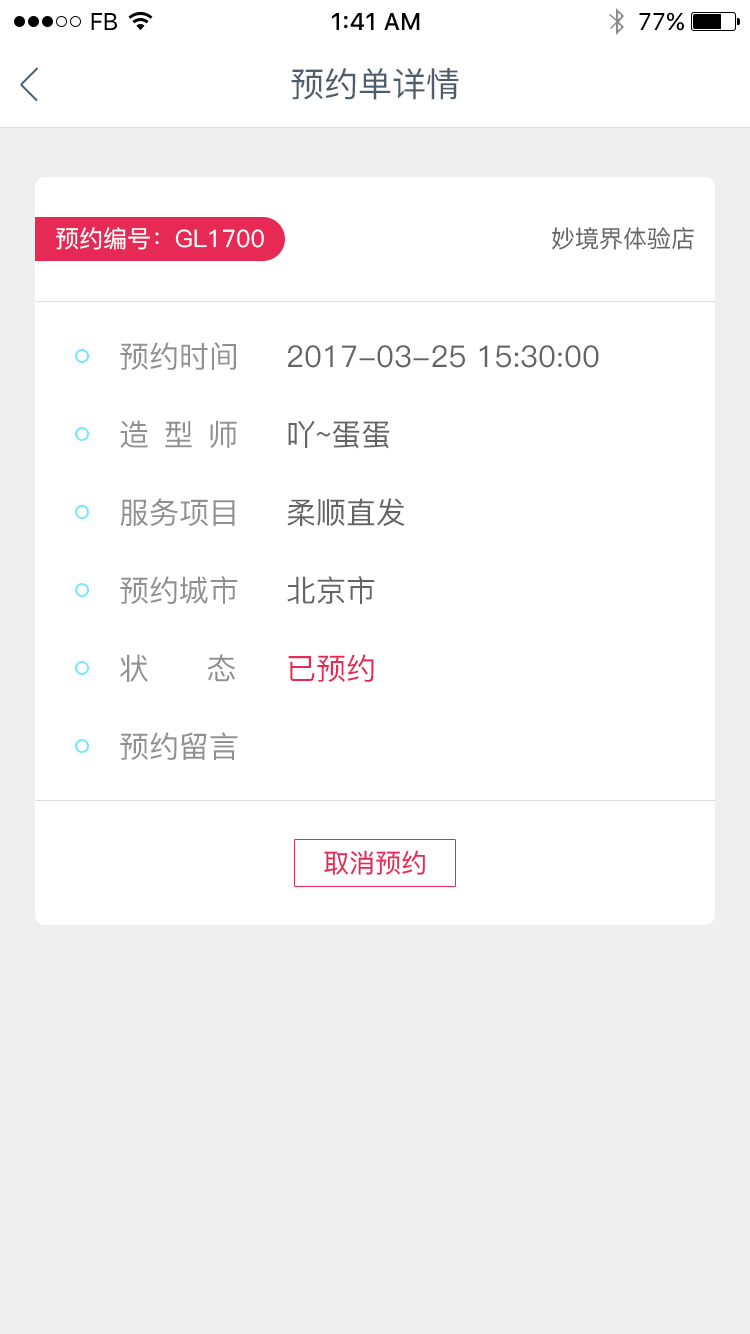 FB 1:41 AM 77%
预约单详情
预约编号：GL1700 妙境界体验店
预约时间 2017-03-25 15:30:00
造型师 吖~蛋蛋
服务项目 柔顺直发
预约城市 北京市
状态 已预约
预约留言
取消预约